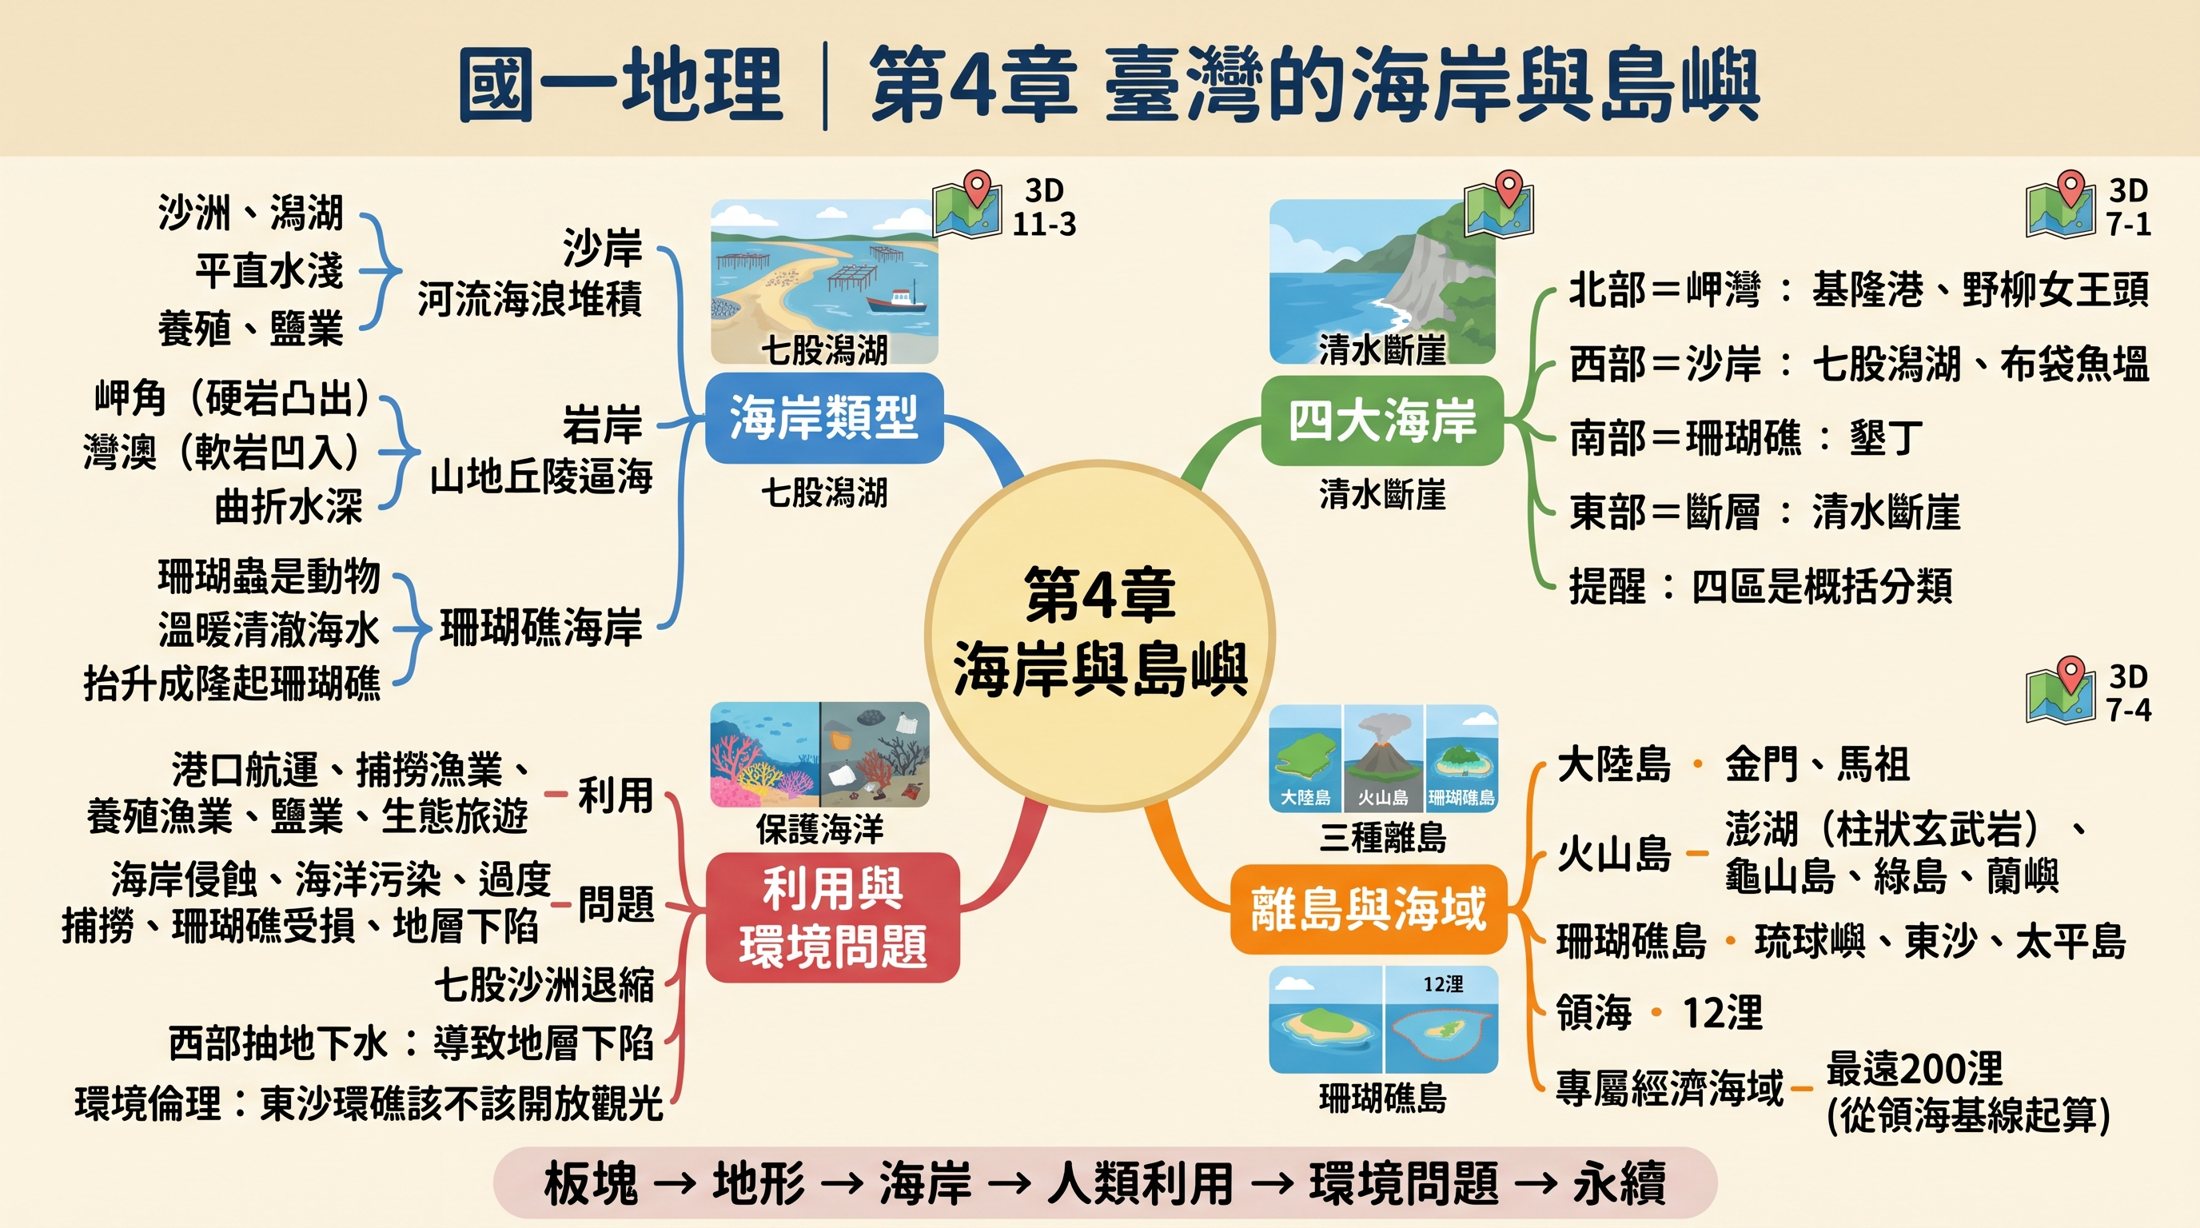 國一地理｜第4章 臺灣的海岸與島嶼
3D
11-3
沙洲、潟湖
平直水淺
養殖、鹽業
沙岸
河流海浪堆積
岬角（硬岩凸出）
灣澳（軟岩凹入）
曲折水深
岩岸
山地丘陵逼海
珊瑚蟲是動物
溫暖清澈海水
抬升成隆起珊瑚礁
珊瑚礁海岸
七股潟湖
海岸類型
七股潟湖
3D
7-1
清水斷崖
四大海岸
清水斷崖
北部＝岬灣：基隆港、野柳女王頭
西部＝沙岸：七股潟湖、布袋魚塭
南部＝珊瑚礁：墾丁
東部＝斷層：清水斷崖
提醒：四區是概括分類
第4章
海岸與島嶼
保護海洋
利用與
環境問題
港口航運、捕撈漁業、
養殖漁業、鹽業、生態旅遊
利用
海岸侵蝕、海洋污染、過度
捕撈、珊瑚礁受損、地層下陷
問題
七股沙洲退縮
西部抽地下水：導致地層下陷
環境倫理：東沙環礁該不該開放觀光
3D
7-4
大陸島
火山島
珊瑚礁島
三種離島
離島與海域
12浬
珊瑚礁島
大陸島・金門、馬祖
火山島－澎湖（柱狀玄武岩）、
龜山島、綠島、蘭嶼
珊瑚礁島・琉球嶼、東沙、太平島
領海・12浬
專屬經濟海域－最遠200浬
(從領海基線起算)
板塊→地形→海岸→人類利用→環境問題→永續